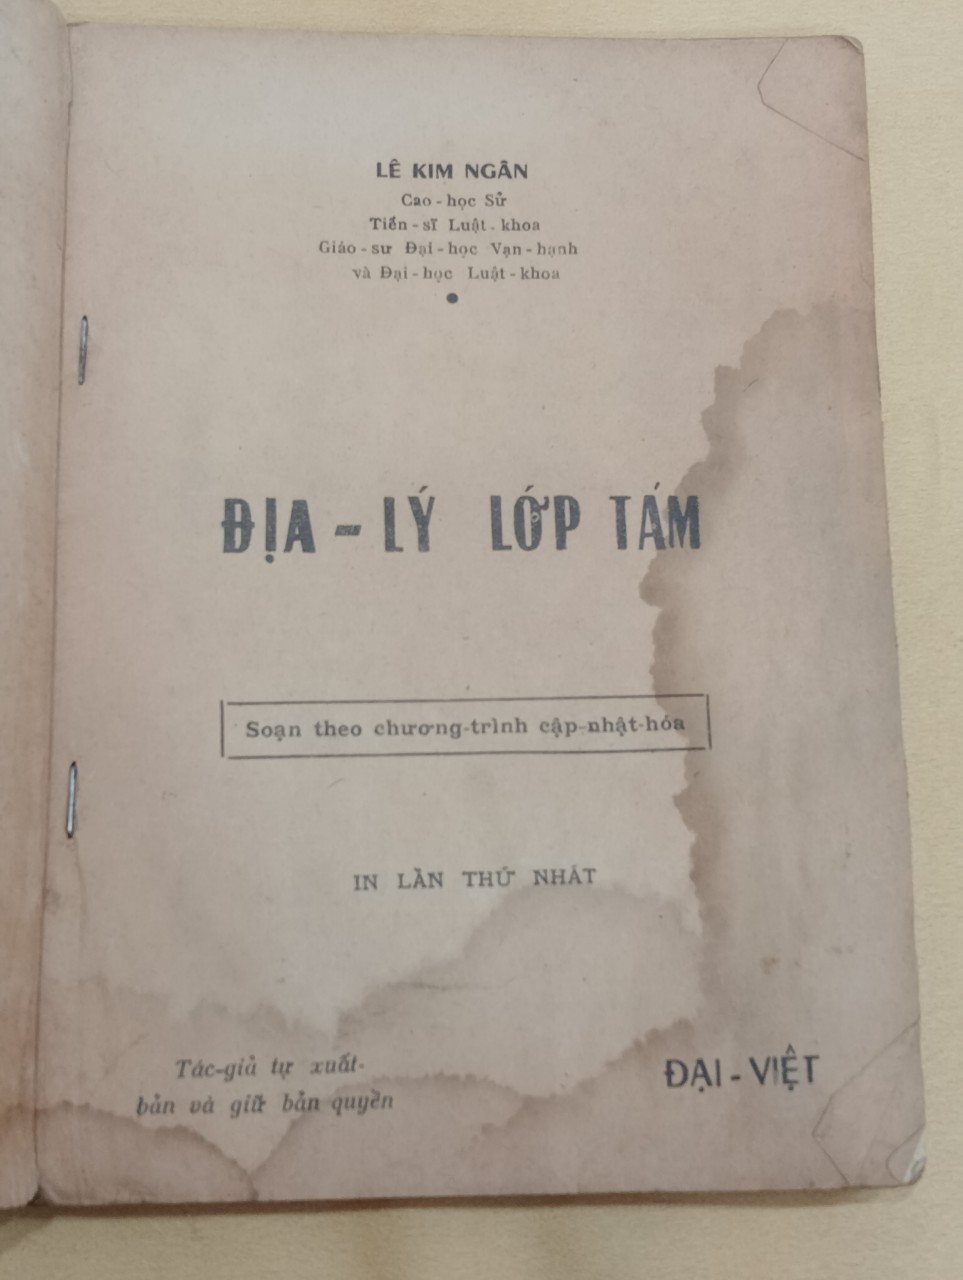 LÊ KIM NGÂN
Cao - học Sử
Tiến - sĩ Luật - khoa
Giáo - sư Đại - học Vạn - hạnh
và Đại - học Luật - khoa
ĐỊA - LÝ LỚP TÁM
Soạn theo chương-trình cập-nhật-hóa
IN LẦN THỨ NHẤT
Tác-giả tự xuất-
bản và giữ bản quyền
ĐẠI - VIỆT